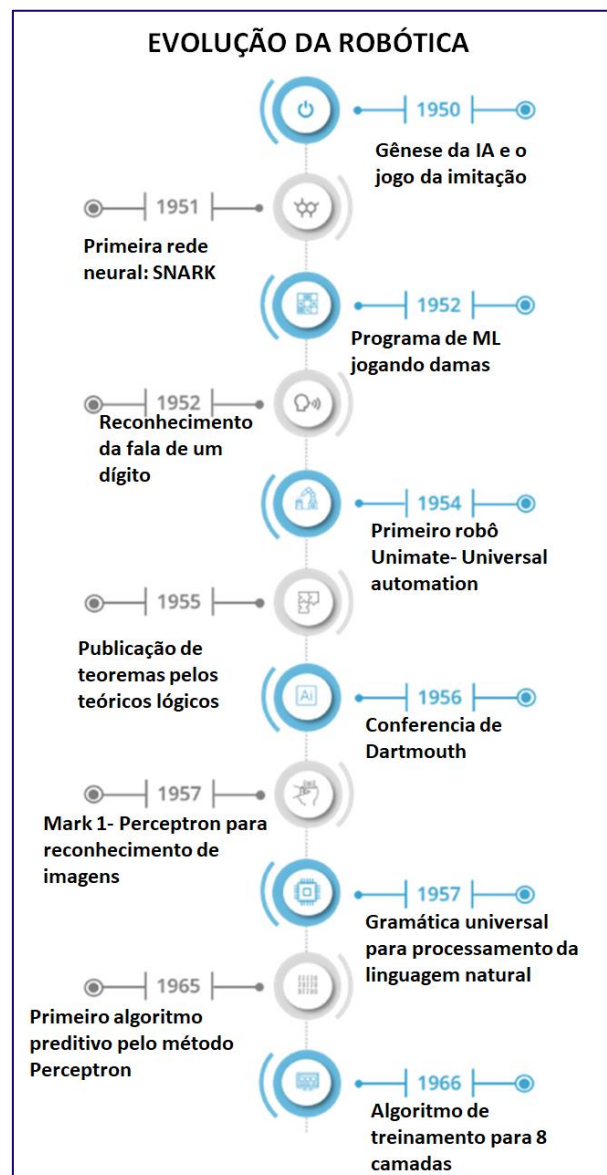 EVOLUÇÃO DA ROBÓTICA
1950
Gênese da IA e o
jogo da imitação
1951
Primeira rede
neural: SNARK
1952
Programa de ML
jogando damas
1952
Reconhecimento
da fala de um
dígito
1954
Primeiro robô
Unimate- Universal
automation
1955
Publicação de
teoremas pelos
teóricos lógicos
Ai
1956
Conferencia de
Dartmouth
1957
Mark 1- Perceptron para
reconhecimento de
imagens
1957
Gramática universal
para processamento da
linguagem natural
1965
Primeiro algoritmo
preditivo pelo método
Perceptron
1966
Algoritmo de
treinamento para 8
camadas